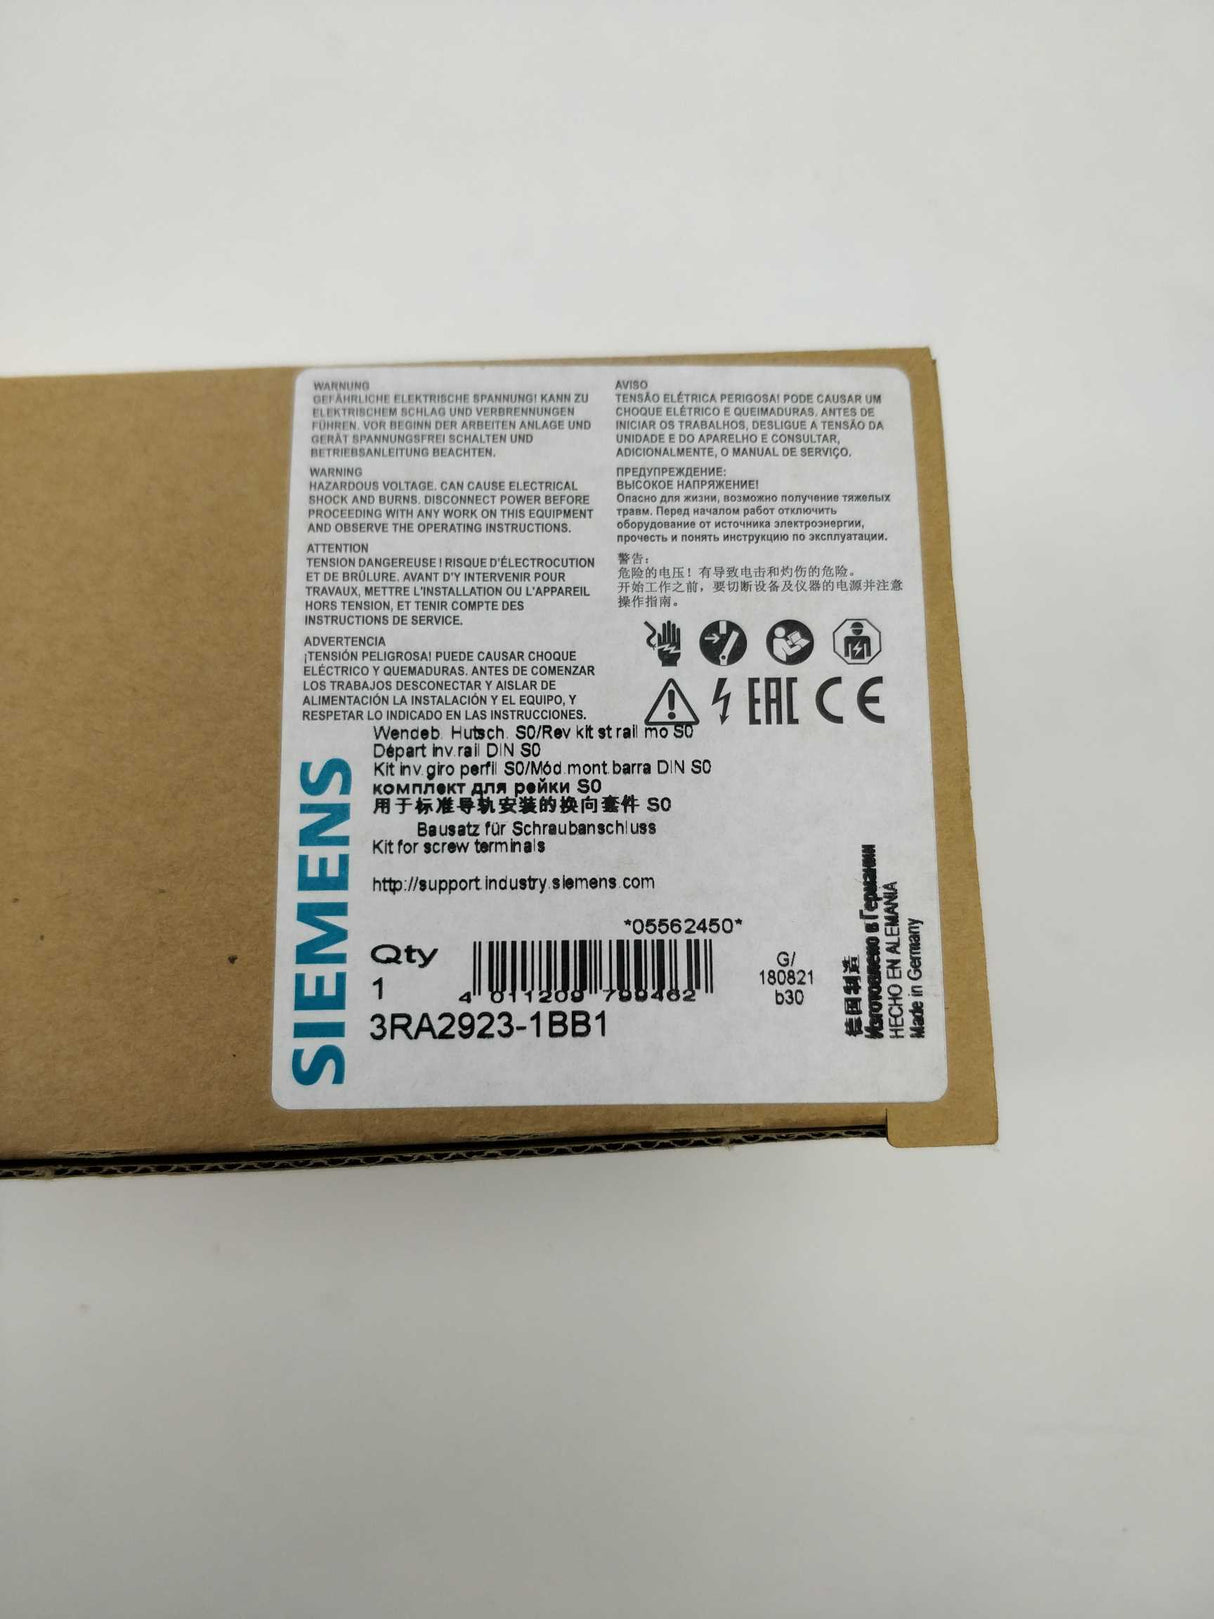 WARNUNG
GEFÄHRLICHE ELEKTRISCHE SPANNUNG! KANN ZU
ELEKTRISCHEM SCHLAG UND VERBRENNUNGEN
FÜHREN. VOR BEGINN DER ARBEITEN ANLAGE UND
GERÄT SPANNUNGSFREI SCHALTEN UND
BETRIEBSANLEITUNG BEACHTEN.
WARNING
HAZARDOUS VOLTAGE. CAN CAUSE ELECTRICAL
SHOCK AND BURNS. DISCONNECT POWER BEFORE
PROCEEDING WITH ANY WORK ON THIS EQUIPMENT
AND OBSERVE THE OPERATING INSTRUCTIONS.
ATTENTION
TENSION DANGEREUSE ! RISQUE D'ÉLECTROCUTION
ET DE BRÛLURE. AVANT D'Y INTERVENIR POUR
TRAVAUX, METTRE L'INSTALLATION OU L'APPAREIL
HORS TENSION, ET TENIR COMPTE DES
INSTRUCTIONS DE SERVICE.
ADVERTENCIA
¡TENSIÓN PELIGROSA! PUEDE CAUSAR CHOQUE
ELÉCTRICO Y QUEMADURAS. ANTES DE COMENZAR
LOS TRABAJOS DESCONECTAR Y AISLAR DE
ALIMENTACIÓN LA INSTALACIÓN Y EL EQUIPO, Y
RESPETAR LO INDICADO EN LAS INSTRUCCIONES.
AVISO
TENSÃO ELÉTRICA PERIGOSA! PODE CAUSAR UM
CHOQUE ELÉTRICO E QUEIMADURAS. ANTES DE
INICIAR OS TRABALHOS, DESLIGUE A TENSÃO DA
UNIDADE E DO APARELHO E CONSULTAR,
ADICIONALMENTE, O MANUAL DE SERVIÇO.
ПРЕДУПРЕЖДЕНИЕ:
ВЫСОКОЕ НАПРЯЖЕНИЕ!
Опасно для жизни, возможно получение тяжелых
травм. Перед началом работ отключить
оборудование от источника электроэнергии,
прочесть и понять инструкцию по эксплуатации.
警告：
危险的电压！有导致电击和灼伤的危险。
开始工作之前，要切断设备及仪器的电源并注意
操作指南。
EAC CE
SIEMENS
Wendeb. Hutsch. S0/Rev kit st rail mo S0
Départ inv.rail DIN S0
Kit inv.giro perfil S0/Mód.mont.barra DIN S0
комплект для рейки S0
用于标准导轨安装的换向套件 S0
Bausatz für Schraubanschluss
Kit for screw terminals
http://support.industry.siemens.com
*05562450*
Qty
1
4 011209 799462
3RA2923-1BB1
G/
180821
b30
德国制造
Изготовлено в Германии
HECHO EN ALEMANIA
Made in Germany